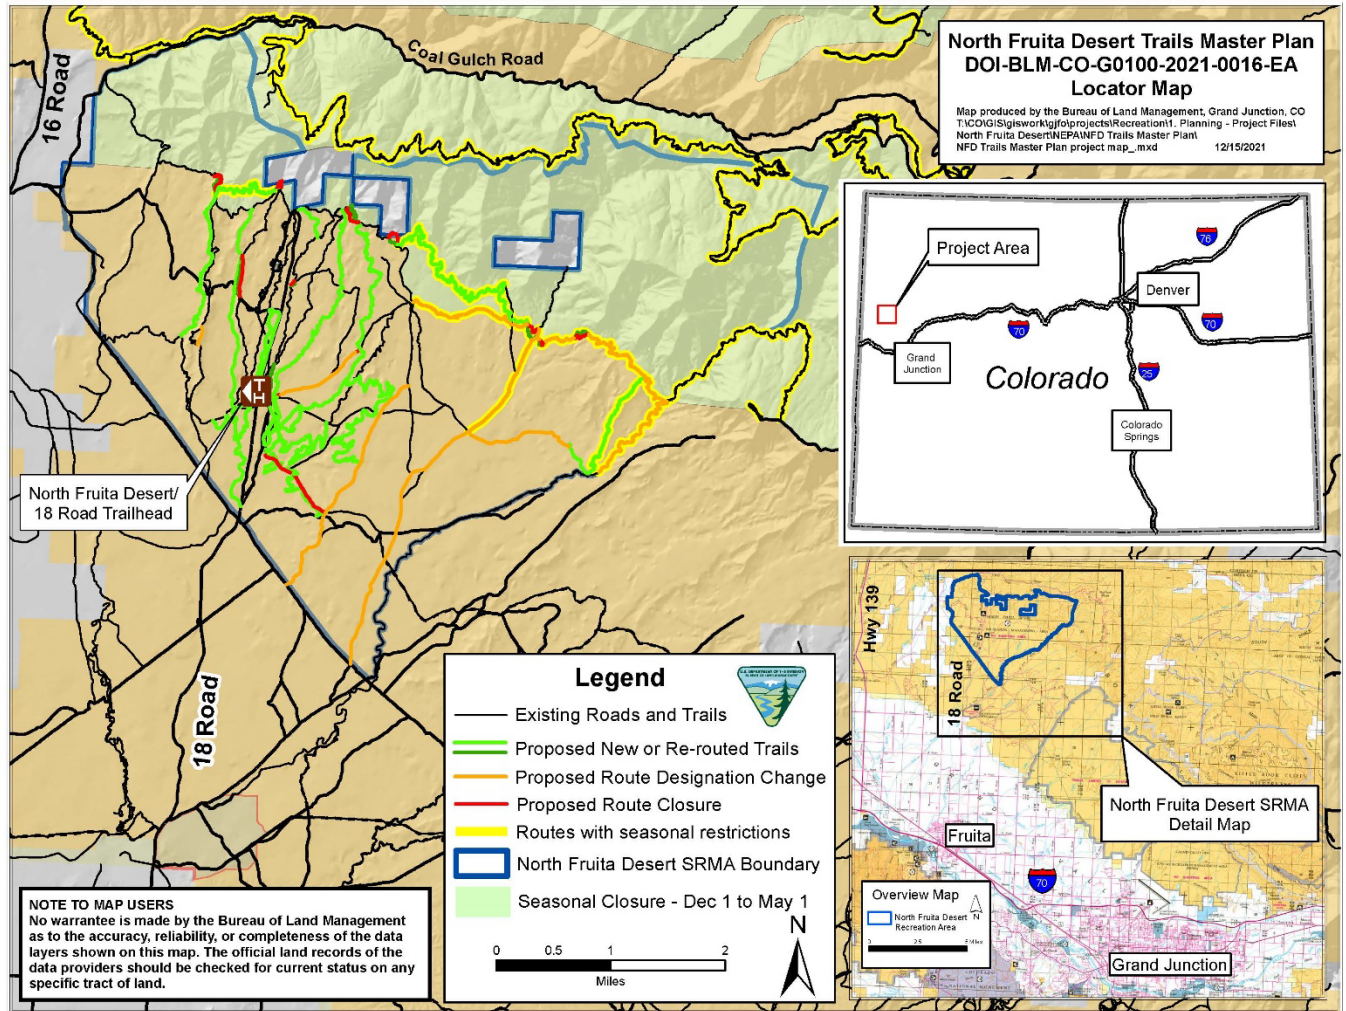 North Fruita Desert Trails Master Plan
DOI-BLM-CO-G0100-2021-0016-EA
Locator Map
Map produced by the Bureau of Land Management, Grand Junction, CO
T:\CO\GIS\giswork\gjfo\projects\Recreation\1. Planning - Project Files\
North Fruita Desert\NEPA\NFD Trails Master Plan\
NFD Trails Master Plan project map_.mxd 12/15/2021
Coal Gulch Road
16 Road
Project Area
76
Denver
70
70
Grand
Junction
Colorado
25
Colorado
Springs
T
H
North Fruita Desert/
18 Road Trailhead
18 Road
Legend
Existing Roads and Trails
Proposed New or Re-routed Trails
Proposed Route Designation Change
Proposed Route Closure
Routes with seasonal restrictions
North Fruita Desert SRMA Boundary
Seasonal Closure - Dec 1 to May 1
N
0 0.5 1 2
Miles
NOTE TO MAP USERS
No warrantee is made by the Bureau of Land Management
as to the accuracy, reliability, or completeness of the data
layers shown on this map. The official land records of the
data providers should be checked for current status on any
specific tract of land.
Hwy 139
18 Road
North Fruita Desert SRMA
Detail Map
Fruita
70
Overview Map
North Fruita Desert
Recreation Area
N
0 2.5 5 Miles
Grand Junction